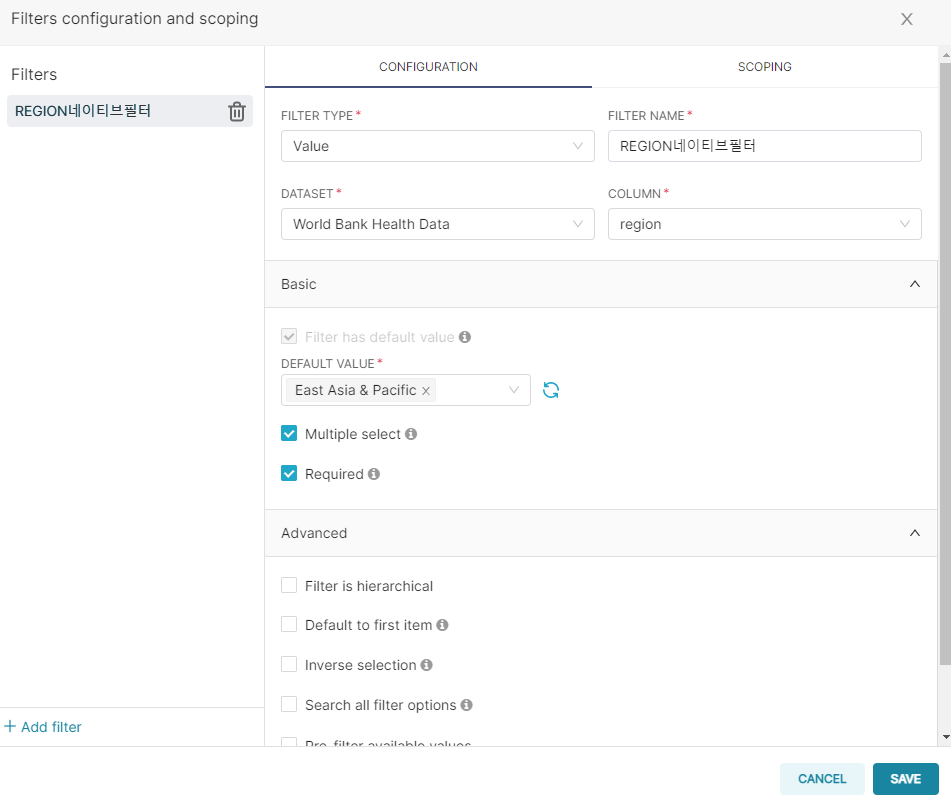 Filters configuration and scoping
Filters
REGION네이티브필터
CONFIGURATION
SCOPING
FILTER TYPE*
FILTER NAME*
Value
REGION네이티브필터
DATASET*
COLUMN*
World Bank Health Data
region
Basic
Filter has default value
DEFAULT VALUE*
East Asia & Pacific
Multiple select
Required
Advanced
Filter is hierarchical
Default to first item
Inverse selection
Search all filter options
Pre-filter available values
+ Add filter
CANCEL
SAVE